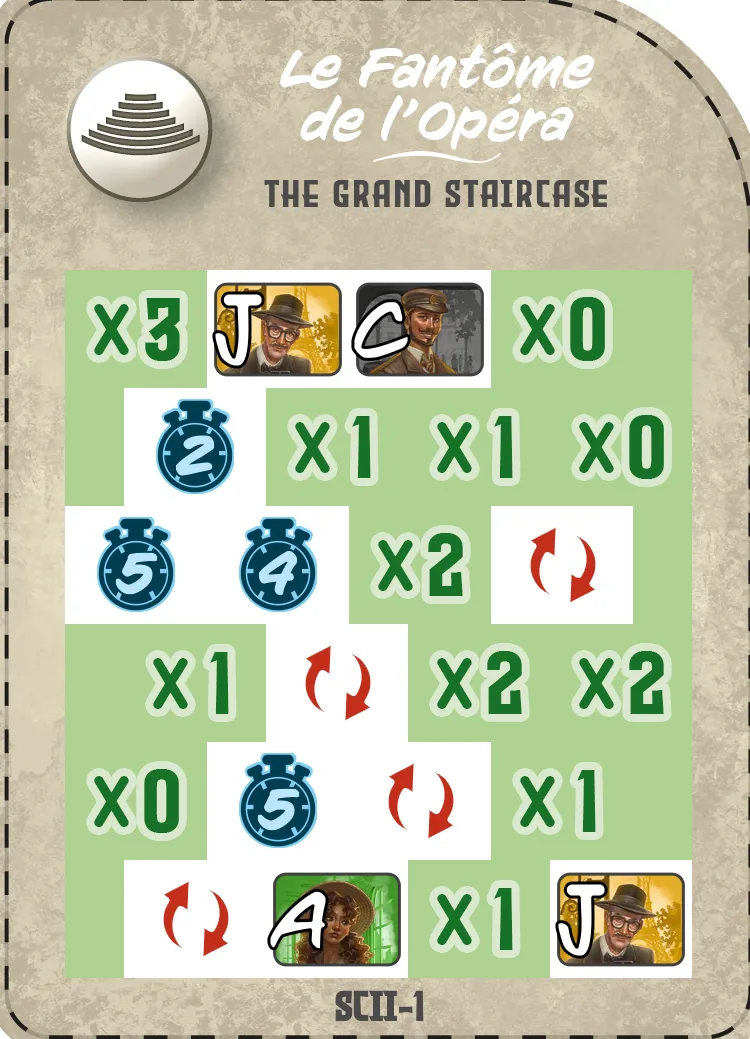 Le Fantôme
de l'Opéra
THE GRAND STAIRCASE
X3 J C X0
2 X1 X1 X0
5 4 X2
X1 X2 X2
X0 5 X1
A X1 J
SCII-1